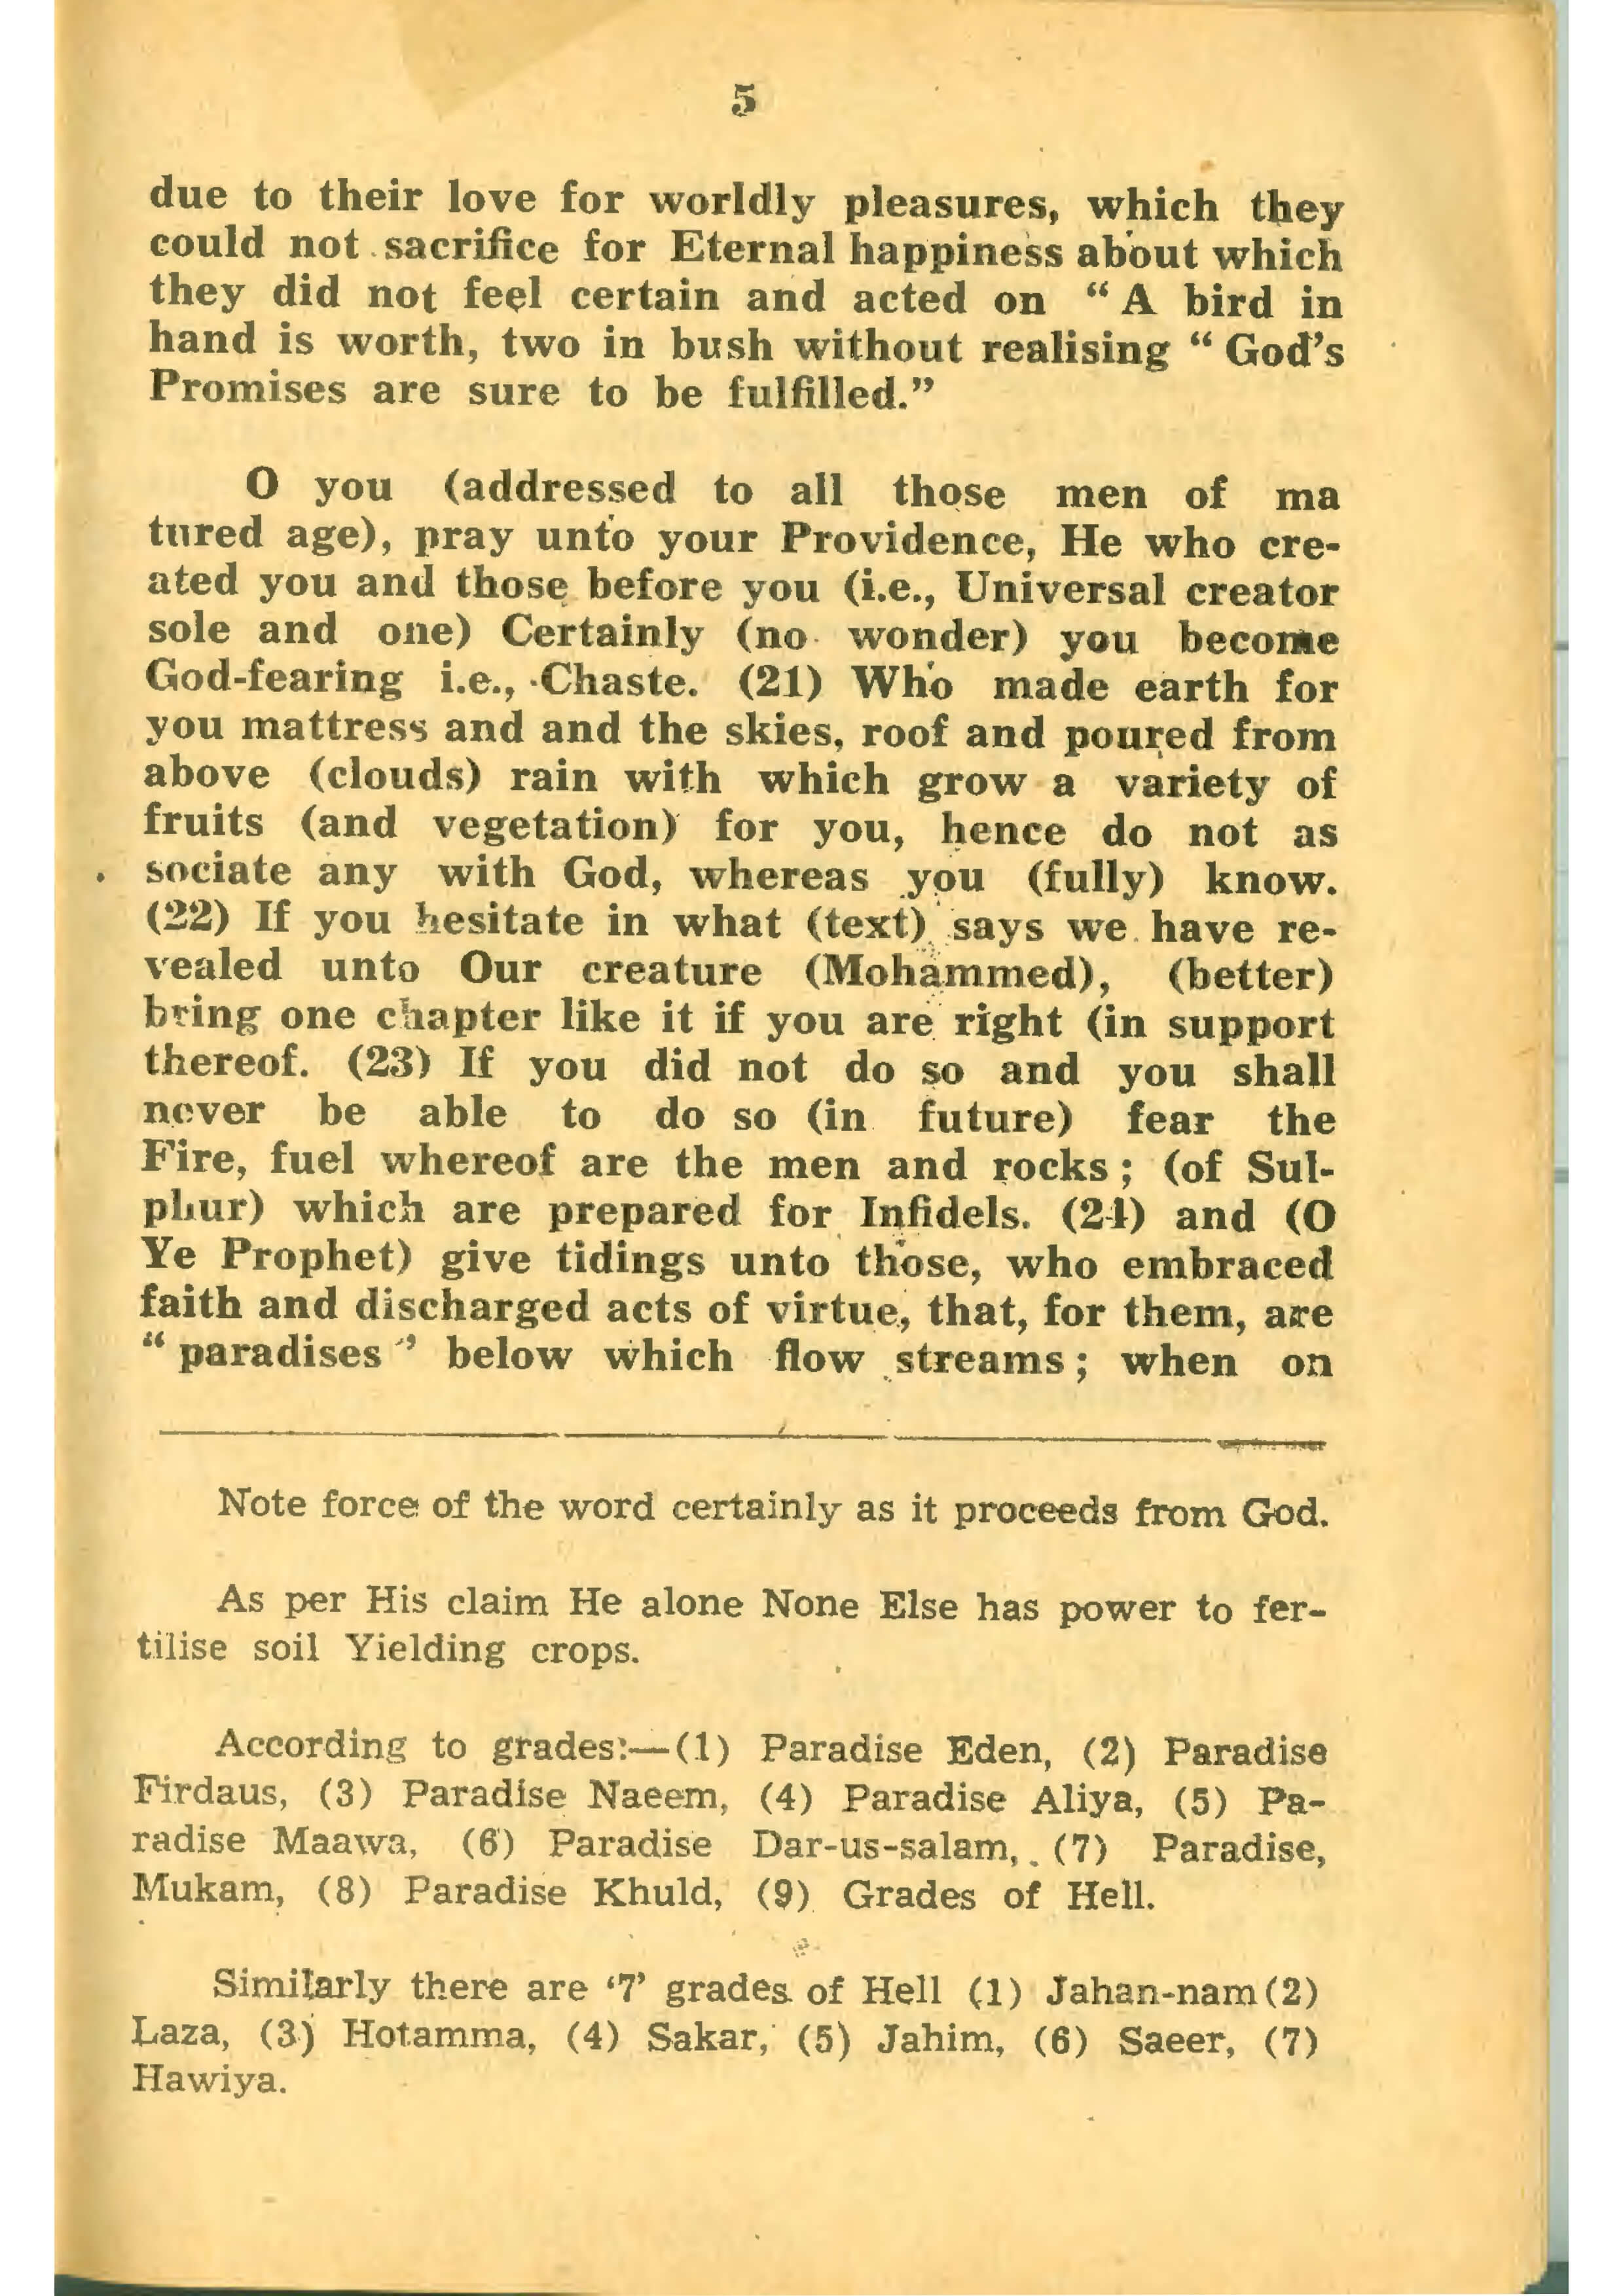 5
due to their love for worldly pleasures, which they
could not sacrifice for Eternal happiness about which
they did not feel certain and acted on “ A bird in
hand is worth, two in bush without realising “ God’s
Promises are sure to be fulfilled.”
O you (addressed to all those men of ma
tured age), pray unto your Providence, He who cre-
ated you and those before you (i.e., Universal creator
sole and one) Certainly (no wonder) you become
God-fearing i.e., Chaste. (21) Who made earth for
you mattress and and the skies, roof and poured from
above (clouds) rain with which grow a variety of
fruits (and vegetation) for you, hence do not as
sociate any with God, whereas you (fully) know.
(22) If you hesitate in what (text) says we have re-
vealed unto Our creature (Mohammed), (better)
bring one chapter like it if you are right (in support
thereof. (23) If you did not do so and you shall
never be able to do so (in future) fear the
Fire, fuel whereof are the men and rocks ; (of Sul-
phur) which are prepared for Infidels. (24) and (O
Ye Prophet) give tidings unto those, who embraced
faith and discharged acts of virtue, that, for them, are
“ paradises ” below which flow streams ; when on
Note force of the word certainly as it proceeds from God.
As per His claim He alone None Else has power to fer-
tilise soil Yielding crops.
According to grades:—(1) Paradise Eden, (2) Paradise
Firdaus, (3) Paradise Naeem, (4) Paradise Aliya, (5) Pa-
radise Maawa, (6) Paradise Dar-us-salam, (7) Paradise,
Mukam, (8) Paradise Khuld, (9) Grades of Hell.
Similarly there are ‘7’ grades of Hell (1) Jahan-nam (2)
Laza, (3) Hotamma, (4) Sakar, (5) Jahim, (6) Saeer, (7)
Hawiya.